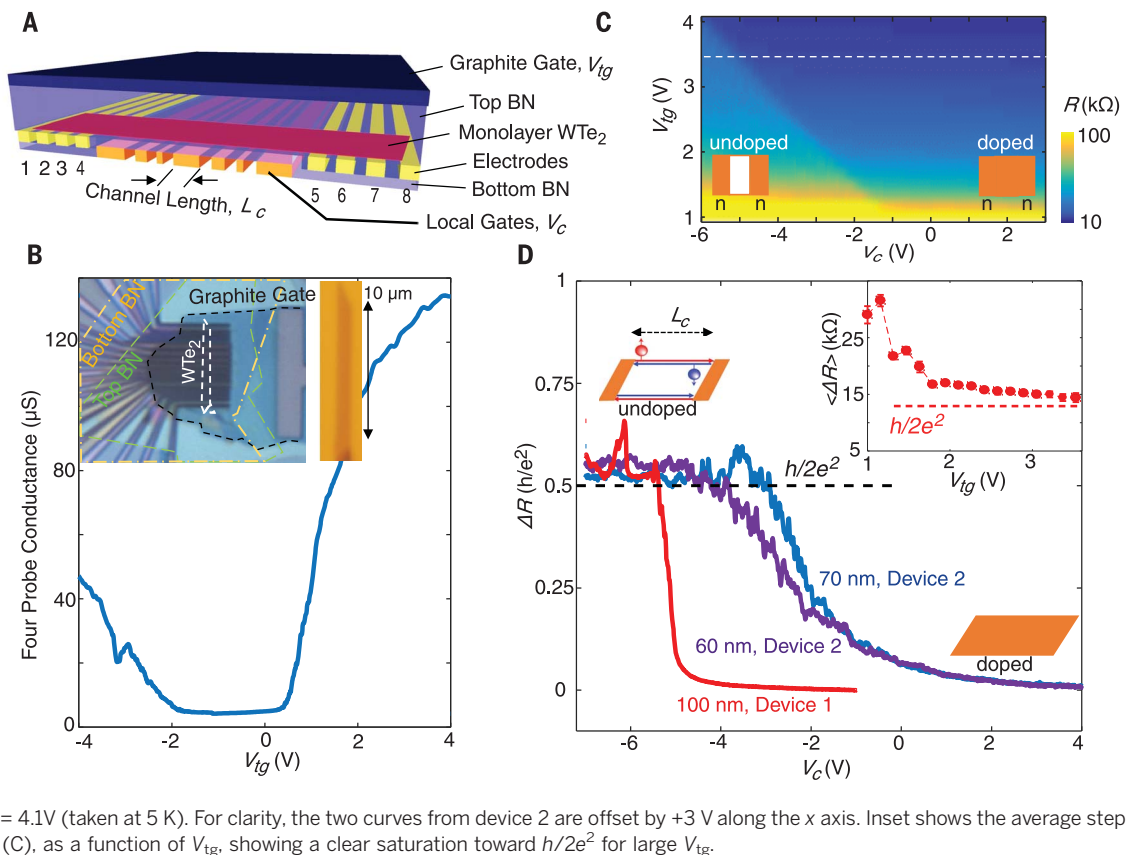 A
Graphite Gate, Vtg
Top BN
Monolayer WTe2
Electrodes
Bottom BN
1 2 3 4
5 6 7 8
Channel Length, Lc
Local Gates, Vc
C
Vtg (V)
4
3
2
1
undoped
n n
doped
n n
-6 -4 -2 0 2
Vc (V)
R (kΩ)
100
10
B
Four Probe Conductance (µS)
120
80
40
0
Bottom BN
Top BN
Graphite Gate
WTe2
10 µm
-4 -2 0 2 4
Vtg (V)
D
ΔR (h/e²)
1
0.75
0.5
0.25
0
Lc
undoped
h/2e²
<ΔR> (kΩ)
35
25
15
5
h/2e²
1 2 3
Vtg (V)
70 nm, Device 2
60 nm, Device 2
100 nm, Device 1
doped
-6 -4 -2 0 2 4
Vc (V)
= 4.1V (taken at 5 K). For clarity, the two curves from device 2 are offset by +3 V along the x axis. Inset shows the average step
(C), as a function of Vtg, showing a clear saturation toward h/2e² for large Vtg.